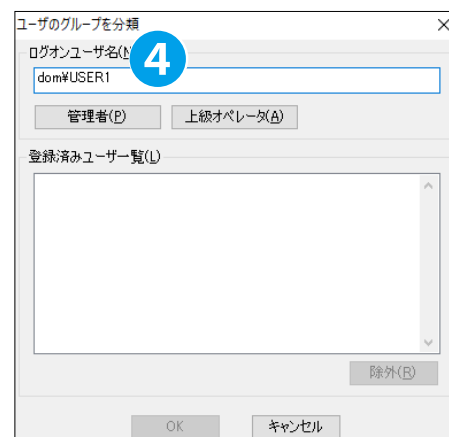 ユーザのグループを分類
ログオンユーザ名(
4
dom¥USER1
管理者(P) 上級オペレータ(A)
登録済みユーザー覧(L)
除外(R)
OK キャンセル